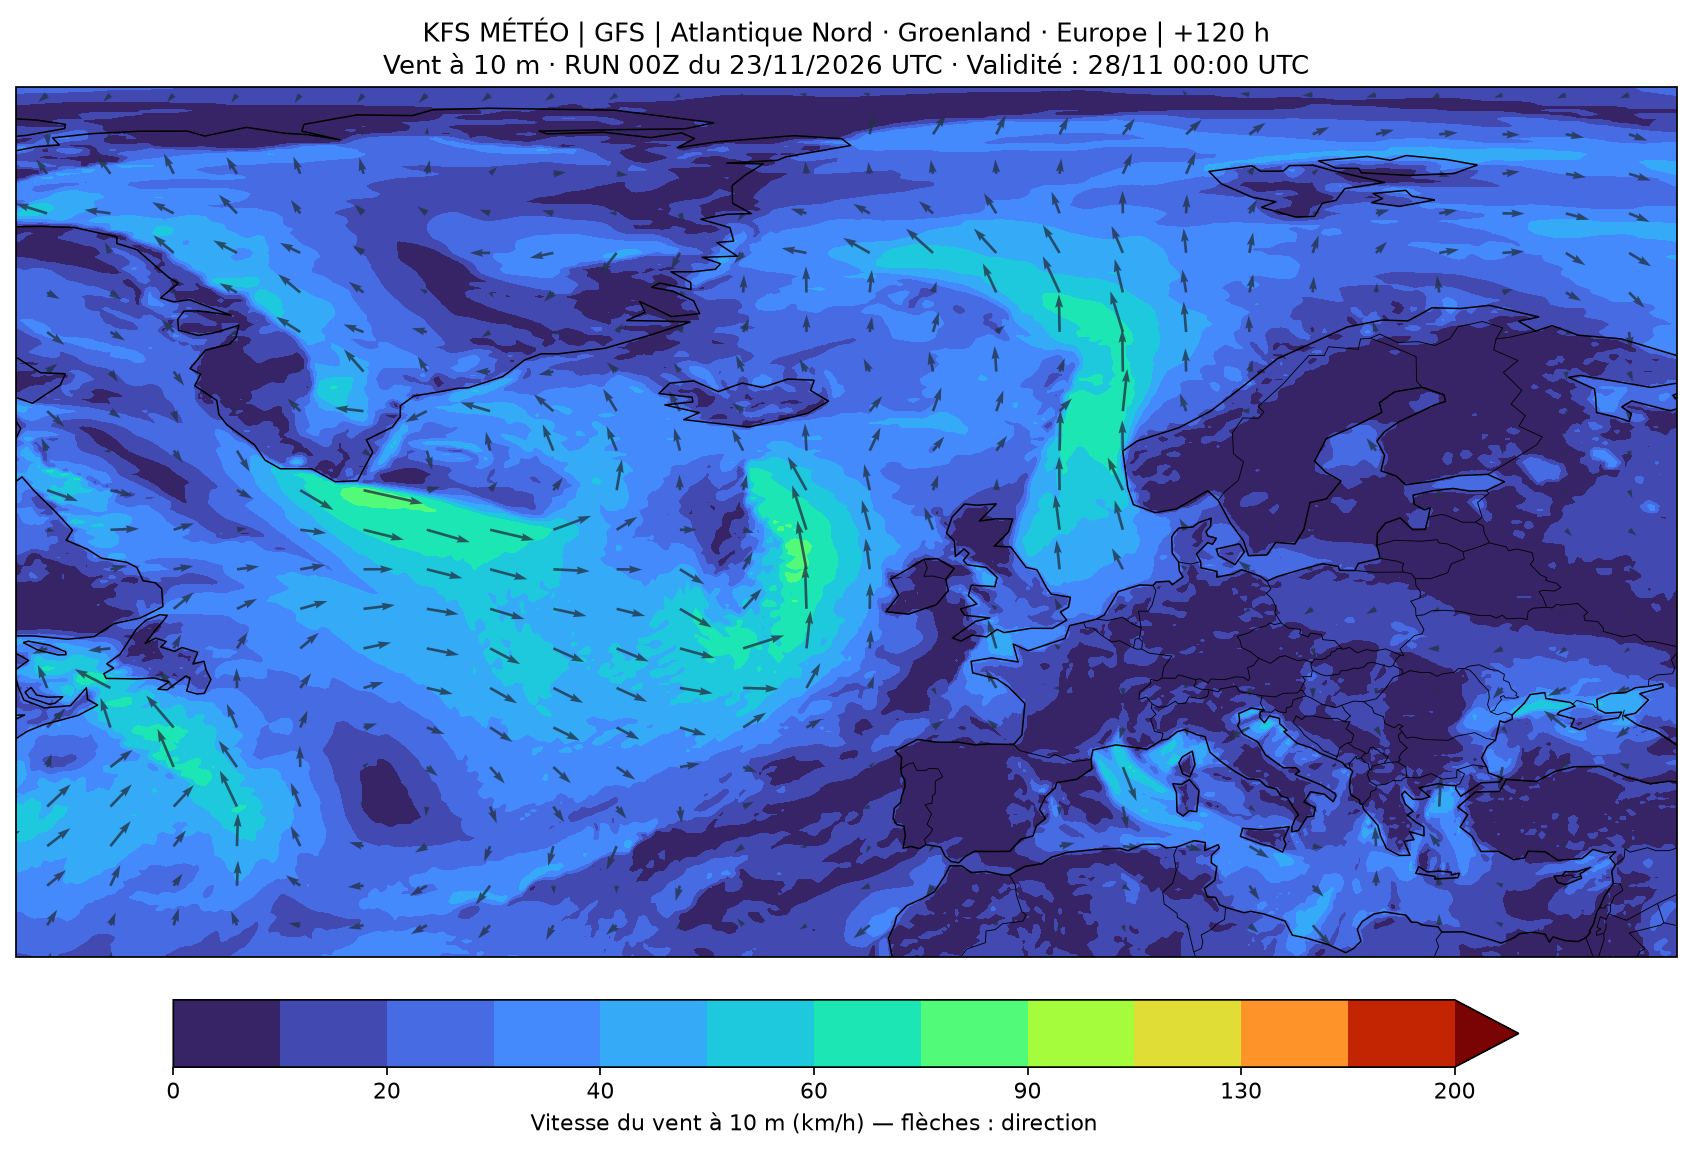 KFS MÉTÉO | GFS | Atlantique Nord · Groenland · Europe | +120 h
Vent à 10 m · RUN 00Z du 23/11/2026 UTC · Validité : 28/11 00:00 UTC
0 20 40 60 90 130 200
Vitesse du vent à 10 m (km/h) — flèches : direction